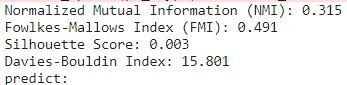 Normalized Mutual Information (NMI): 0.315
Fowlkes-Mallows Index (FMI): 0.491
Silhouette Score: 0.003
Davies-Bouldin Index: 15.801
predict: